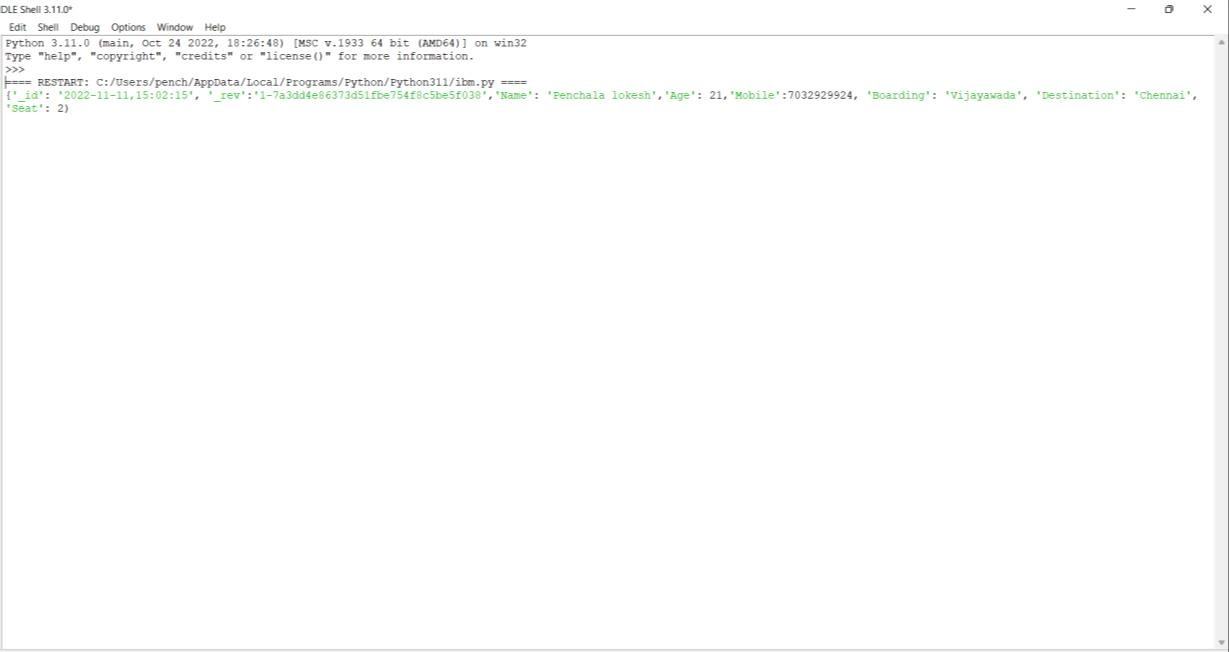 DLE Shell 3.11.0*
Edit Shell Debug Options Window Help
Python 3.11.0 (main, Oct 24 2022, 18:26:48) [MSC v.1933 64 bit (AMD64)] on win32
Type "help", "copyright", "credits" or "license()" for more information.
>>>
==== RESTART: C:/Users/pench/AppData/Local/Programs/Python/Python311/ibm.py ====
{'_id': '2022-11-11,15:02:15', '_rev':'1-7a3dd4e86373d51fbe754f8c5be5f038','Name': 'Penchala lokesh','Age': 21,'Mobile':7032929924, 'Boarding': 'Vijayawada', 'Destination': 'Chennai',
'Seat': 2)